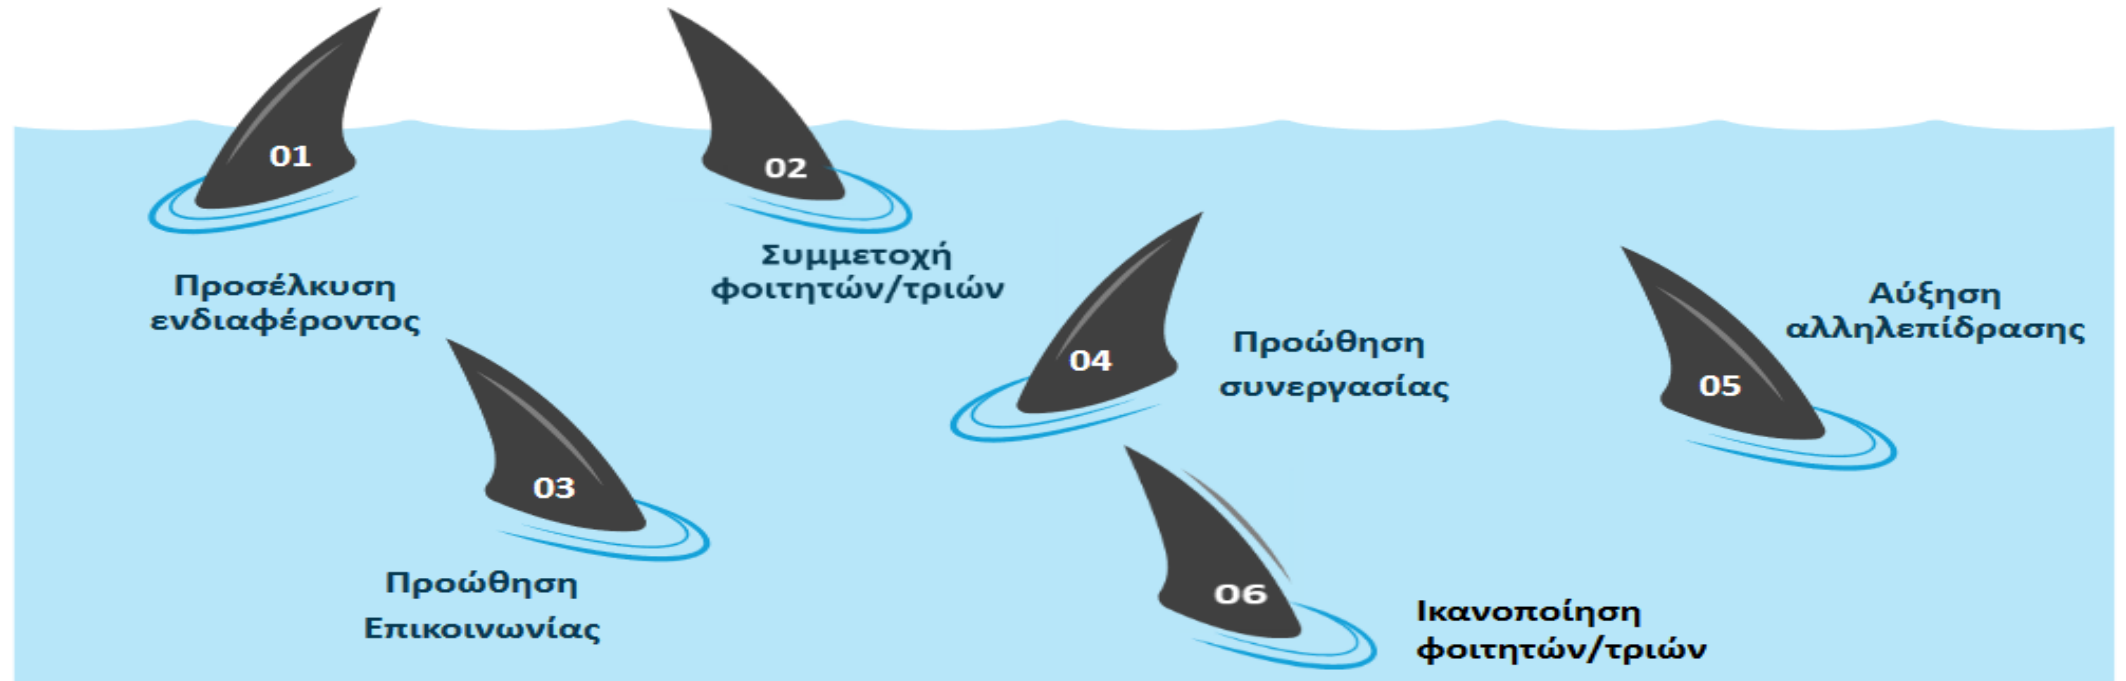 01
Προσέλκυση
ενδιαφέροντος
02
Συμμετοχή
φοιτητών/τριών
03
Προώθηση
Επικοινωνίας
04
Προώθηση
συνεργασίας
05
Αύξηση
αλληλεπίδρασης
06
Ικανοποίηση
φοιτητών/τριών